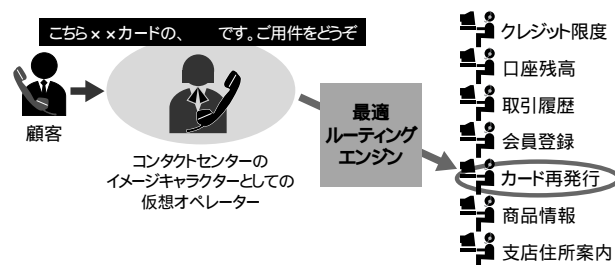 こちら××カードの、　　です。ご用件をどうぞ
顧客
コンタクトセンターの
イメージキャラクターとしての
仮想オペレーター
最適
ルーティング
エンジン
クレジット限度
口座残高
取引履歴
会員登録
カード再発行
商品情報
支店住所案内